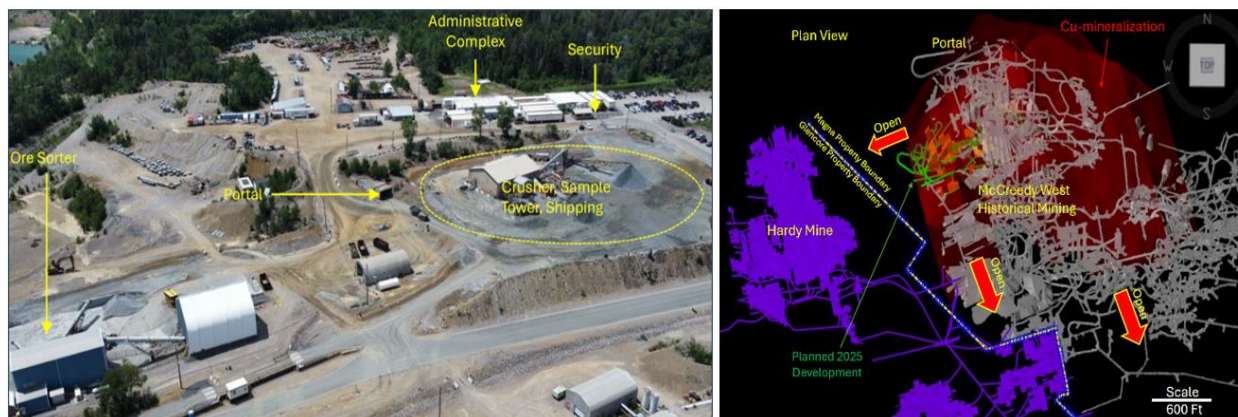 Administrative
Complex
Security
Ore Sorter
Portal
Crusher, Sample
Tower, Shipping
Plan View
Portal
Cu-mineralization
N
W
TOP
S
Open
Magna Property Boundary
Glencore Property Boundary
McCreedy West
Historical Mining
Hardy Mine
Open
Open
Planned 2025
Development
Scale
600 Ft